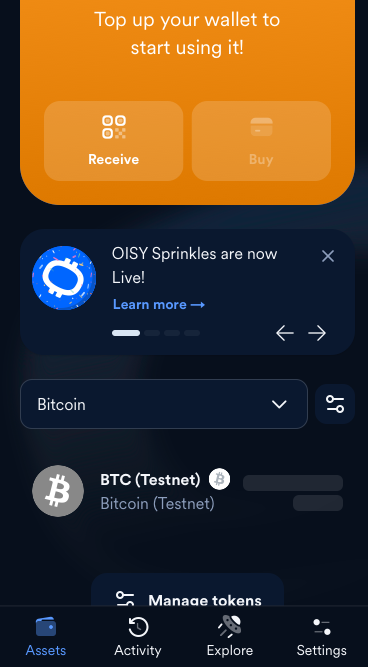 Top up your wallet to
start using it!
Receive
Buy
OISY Sprinkles are now
Live!
Learn more →
Bitcoin
BTC (Testnet)
Bitcoin (Testnet)
Manage tokens
Assets
Activity
Explore
Settings